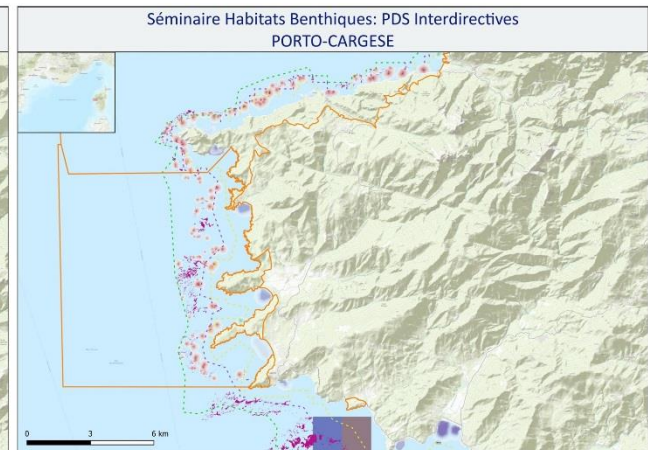 Séminaire Habitats Benthiques: PDS Interdirectives
PORTO-CARGESE
0 3 6 km